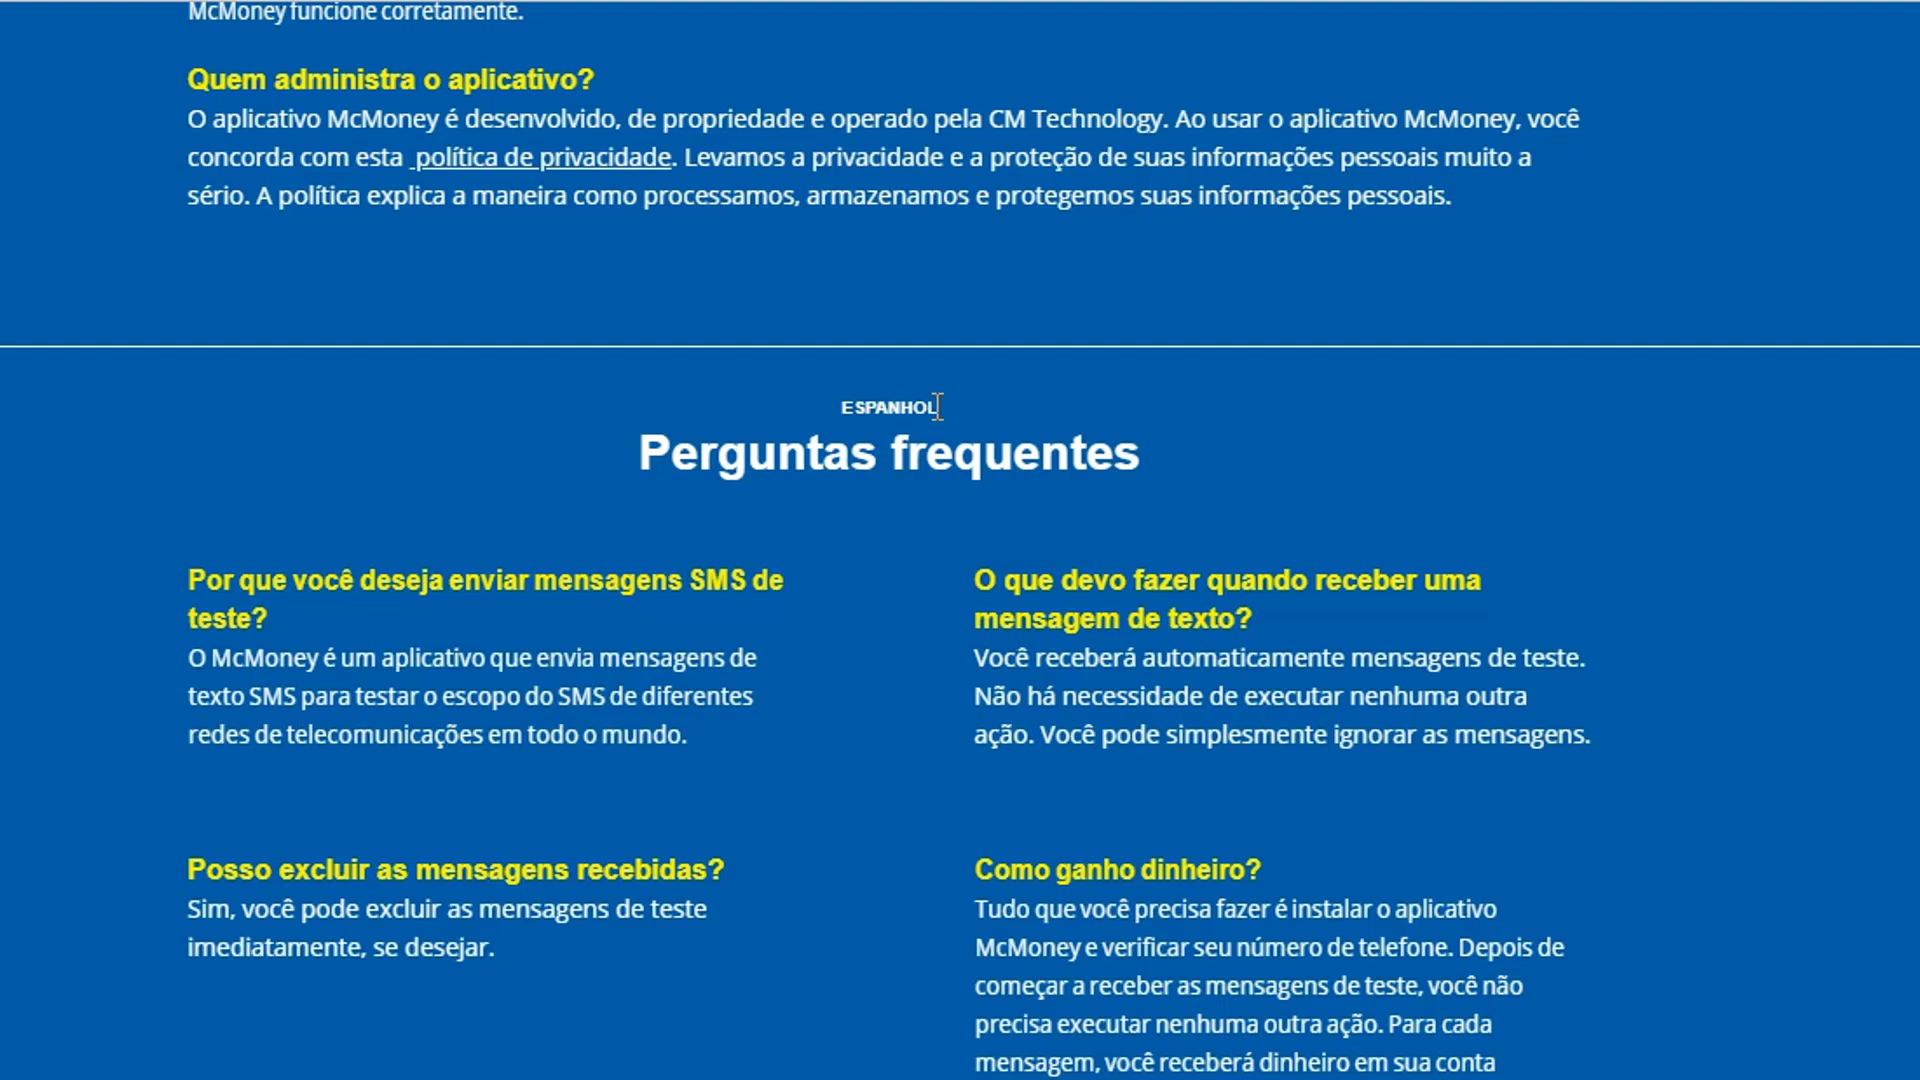 McMoney funcione corretamente.
Quem administra o aplicativo?
O aplicativo McMoney é desenvolvido, de propriedade e operado pela CM Technology. Ao usar o aplicativo McMoney, você
concorda com esta política de privacidade. Levamos a privacidade e a proteção de suas informações pessoais muito a
sério. A política explica a maneira como processamos, armazenamos e protegemos suas informações pessoais.
ESPANHOL
Perguntas frequentes
Por que você deseja enviar mensagens SMS de
teste?
O McMoney é um aplicativo que envia mensagens de
texto SMS para testar o escopo do SMS de diferentes
redes de telecomunicações em todo o mundo.
O que devo fazer quando receber uma
mensagem de texto?
Você receberá automaticamente mensagens de teste.
Não há necessidade de executar nenhuma outra
ação. Você pode simplesmente ignorar as mensagens.
Posso excluir as mensagens recebidas?
Sim, você pode excluir as mensagens de teste
imediatamente, se desejar.
Como ganho dinheiro?
Tudo que você precisa fazer é instalar o aplicativo
McMoney e verificar seu número de telefone. Depois de
começar a receber as mensagens de teste, você não
precisa executar nenhuma outra ação. Para cada
mensagem, você receberá dinheiro em sua conta